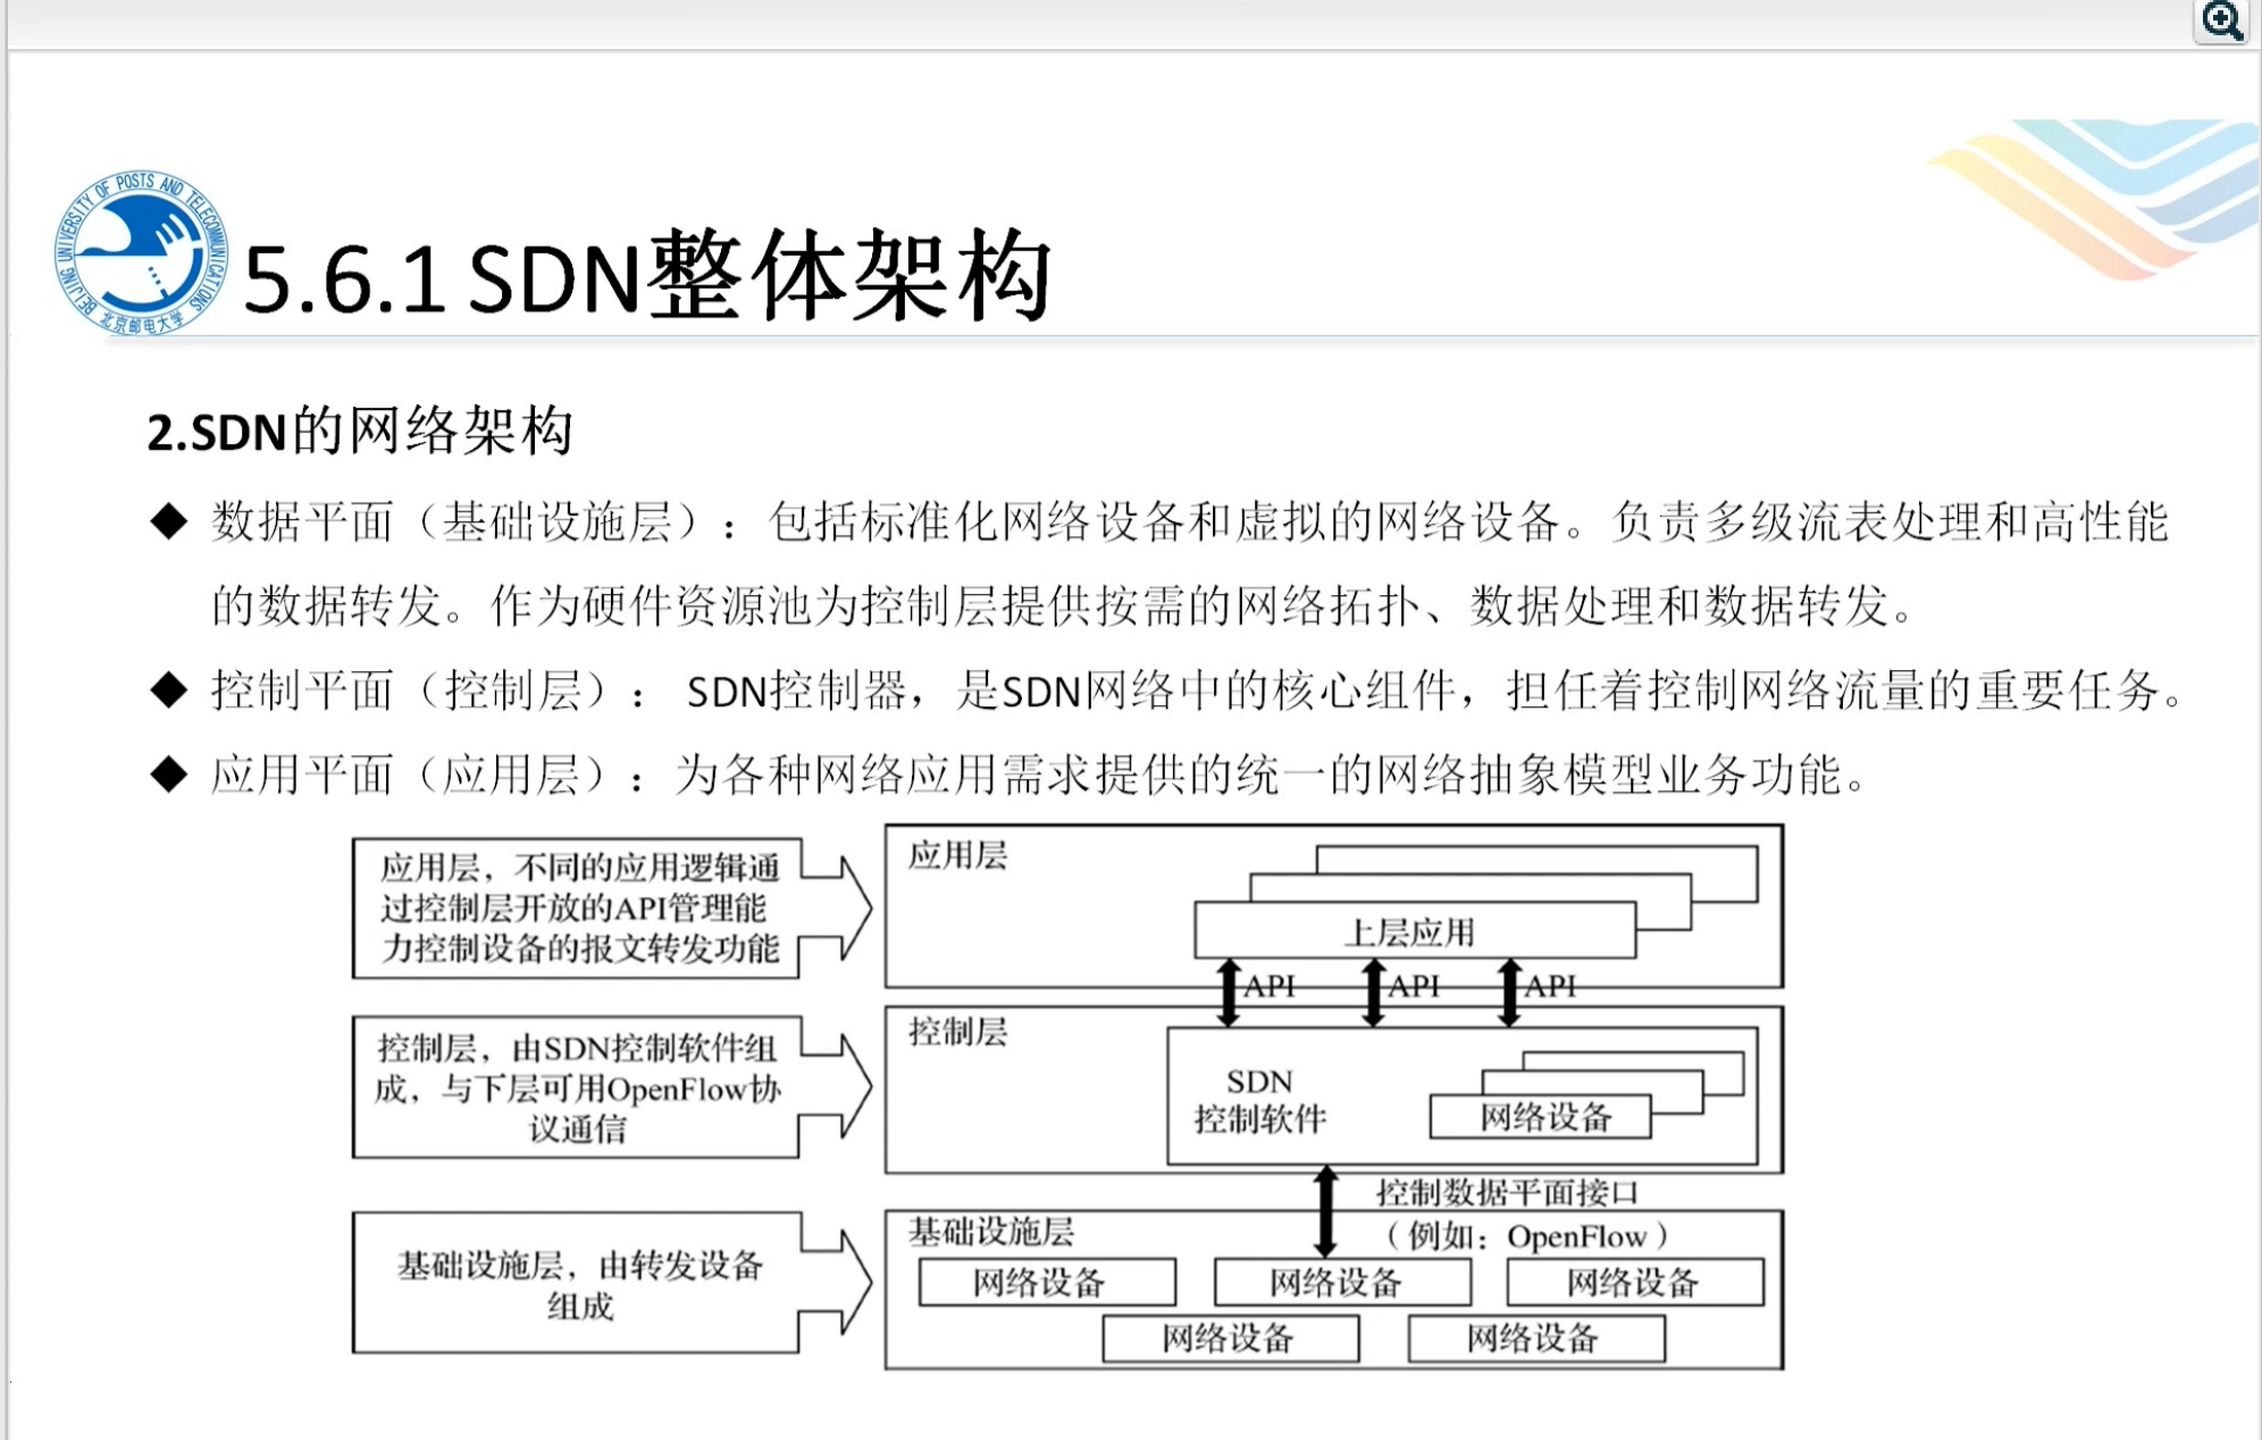 BEIJING UNIVERSITY OF POSTS AND TELECOMMUNICATIONS
北京邮电大学
5.6.1 SDN整体架构
2.SDN的网络架构
◆ 数据平面（基础设施层）：包括标准化网络设备和虚拟的网络设备。负责多级流表处理和高性能
的数据转发。作为硬件资源池为控制层提供按需的网络拓扑、数据处理和数据转发。
◆ 控制平面（控制层）： SDN控制器，是SDN网络中的核心组件，担任着控制网络流量的重要任务。
◆ 应用平面（应用层）：为各种网络应用需求提供的统一的网络抽象模型业务功能。
应用层，不同的应用逻辑通
过控制层开放的API管理能
力控制设备的报文转发功能
应用层
上层应用
API API API
控制层，由SDN控制软件组
成，与下层可用OpenFlow协
议通信
控制层
SDN
控制软件
网络设备
控制数据平面接口
（例如：OpenFlow）
基础设施层，由转发设备
组成
基础设施层
网络设备 网络设备 网络设备
网络设备 网络设备